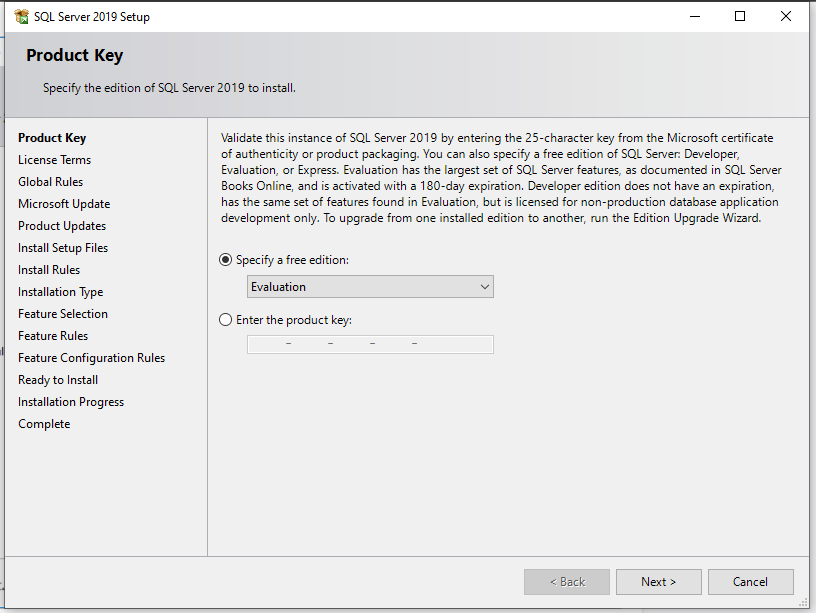 SQL Server 2019 Setup
Product Key
Specify the edition of SQL Server 2019 to install.
Product Key
License Terms
Global Rules
Microsoft Update
Product Updates
Install Setup Files
Install Rules
Installation Type
Feature Selection
Feature Rules
Feature Configuration Rules
Ready to Install
Installation Progress
Complete
Validate this instance of SQL Server 2019 by entering the 25-character key from the Microsoft certificate
of authenticity or product packaging. You can also specify a free edition of SQL Server: Developer,
Evaluation, or Express. Evaluation has the largest set of SQL Server features, as documented in SQL Server
Books Online, and is activated with a 180-day expiration. Developer edition does not have an expiration,
has the same set of features found in Evaluation, but is licensed for non-production database application
development only. To upgrade from one installed edition to another, run the Edition Upgrade Wizard.
Specify a free edition:
Evaluation
Enter the product key:
- - - -
< Back
Next >
Cancel